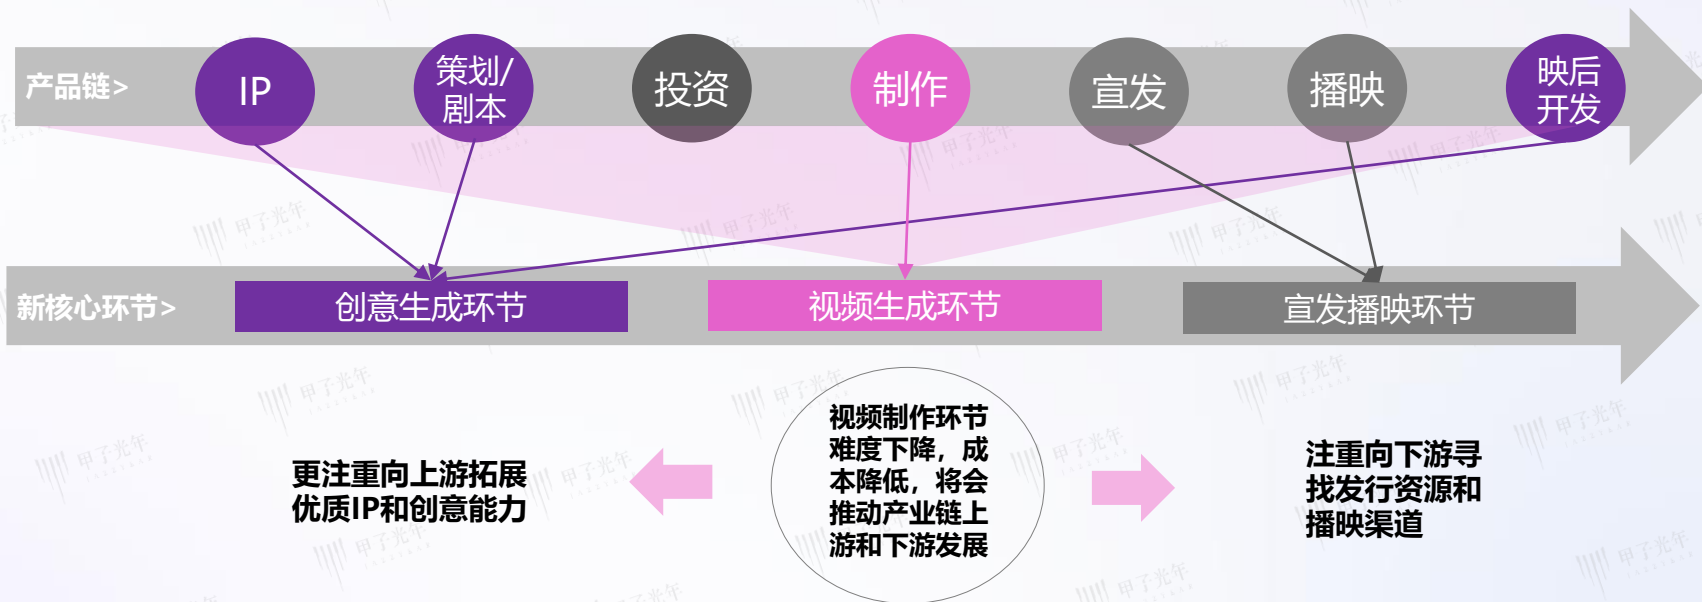 产品链>
IP
策划/
剧本
投资
制作
宣发
播映
映后
开发
新核心环节>
创意生成环节
视频生成环节
宣发播映环节
更注重向上游拓展
优质IP和创意能力
视频制作环节
难度下降，成
本降低，将会
推动产业链上
游和下游发展
注重向下游寻
找发行资源和
播映渠道
甲子光年